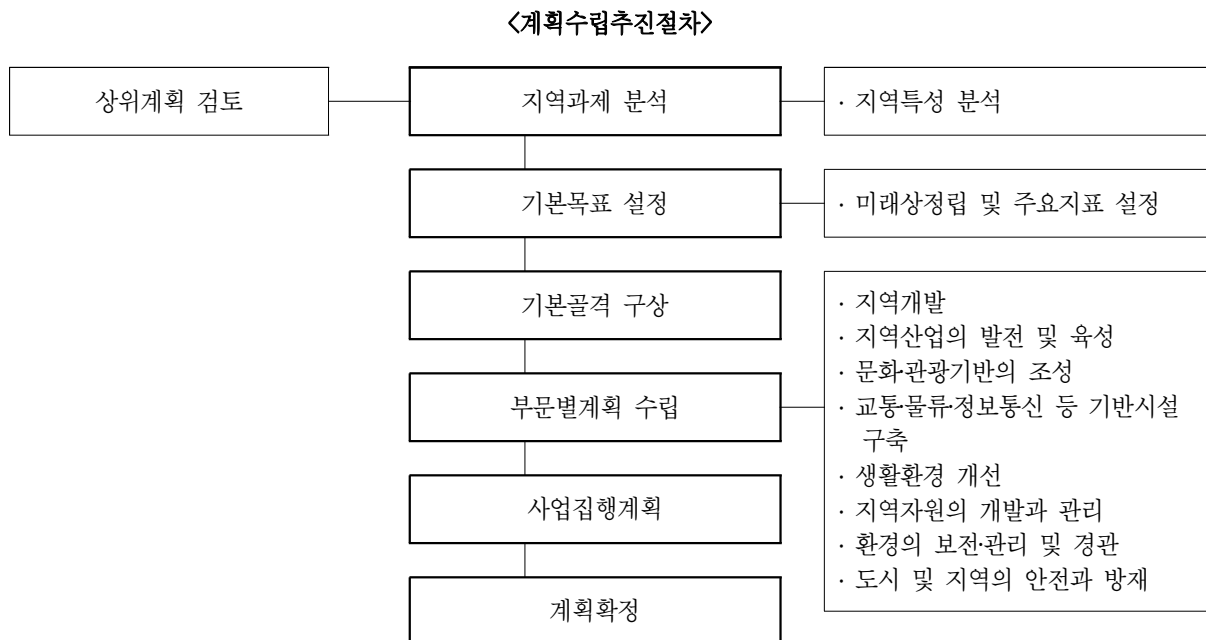 <계획수립추진절차>
상위계획 검토
지역과제 분석
· 지역특성 분석
기본목표 설정
· 미래상정립 및 주요지표 설정
기본골격 구상
부문별계획 수립
· 지역개발
· 지역산업의 발전 및 육성
· 문화·관광기반의 조성
· 교통·물류·정보통신 등 기반시설
구축
· 생활환경 개선
· 지역자원의 개발과 관리
· 환경의 보전·관리 및 경관
· 도시 및 지역의 안전과 방재
사업집행계획
계획확정